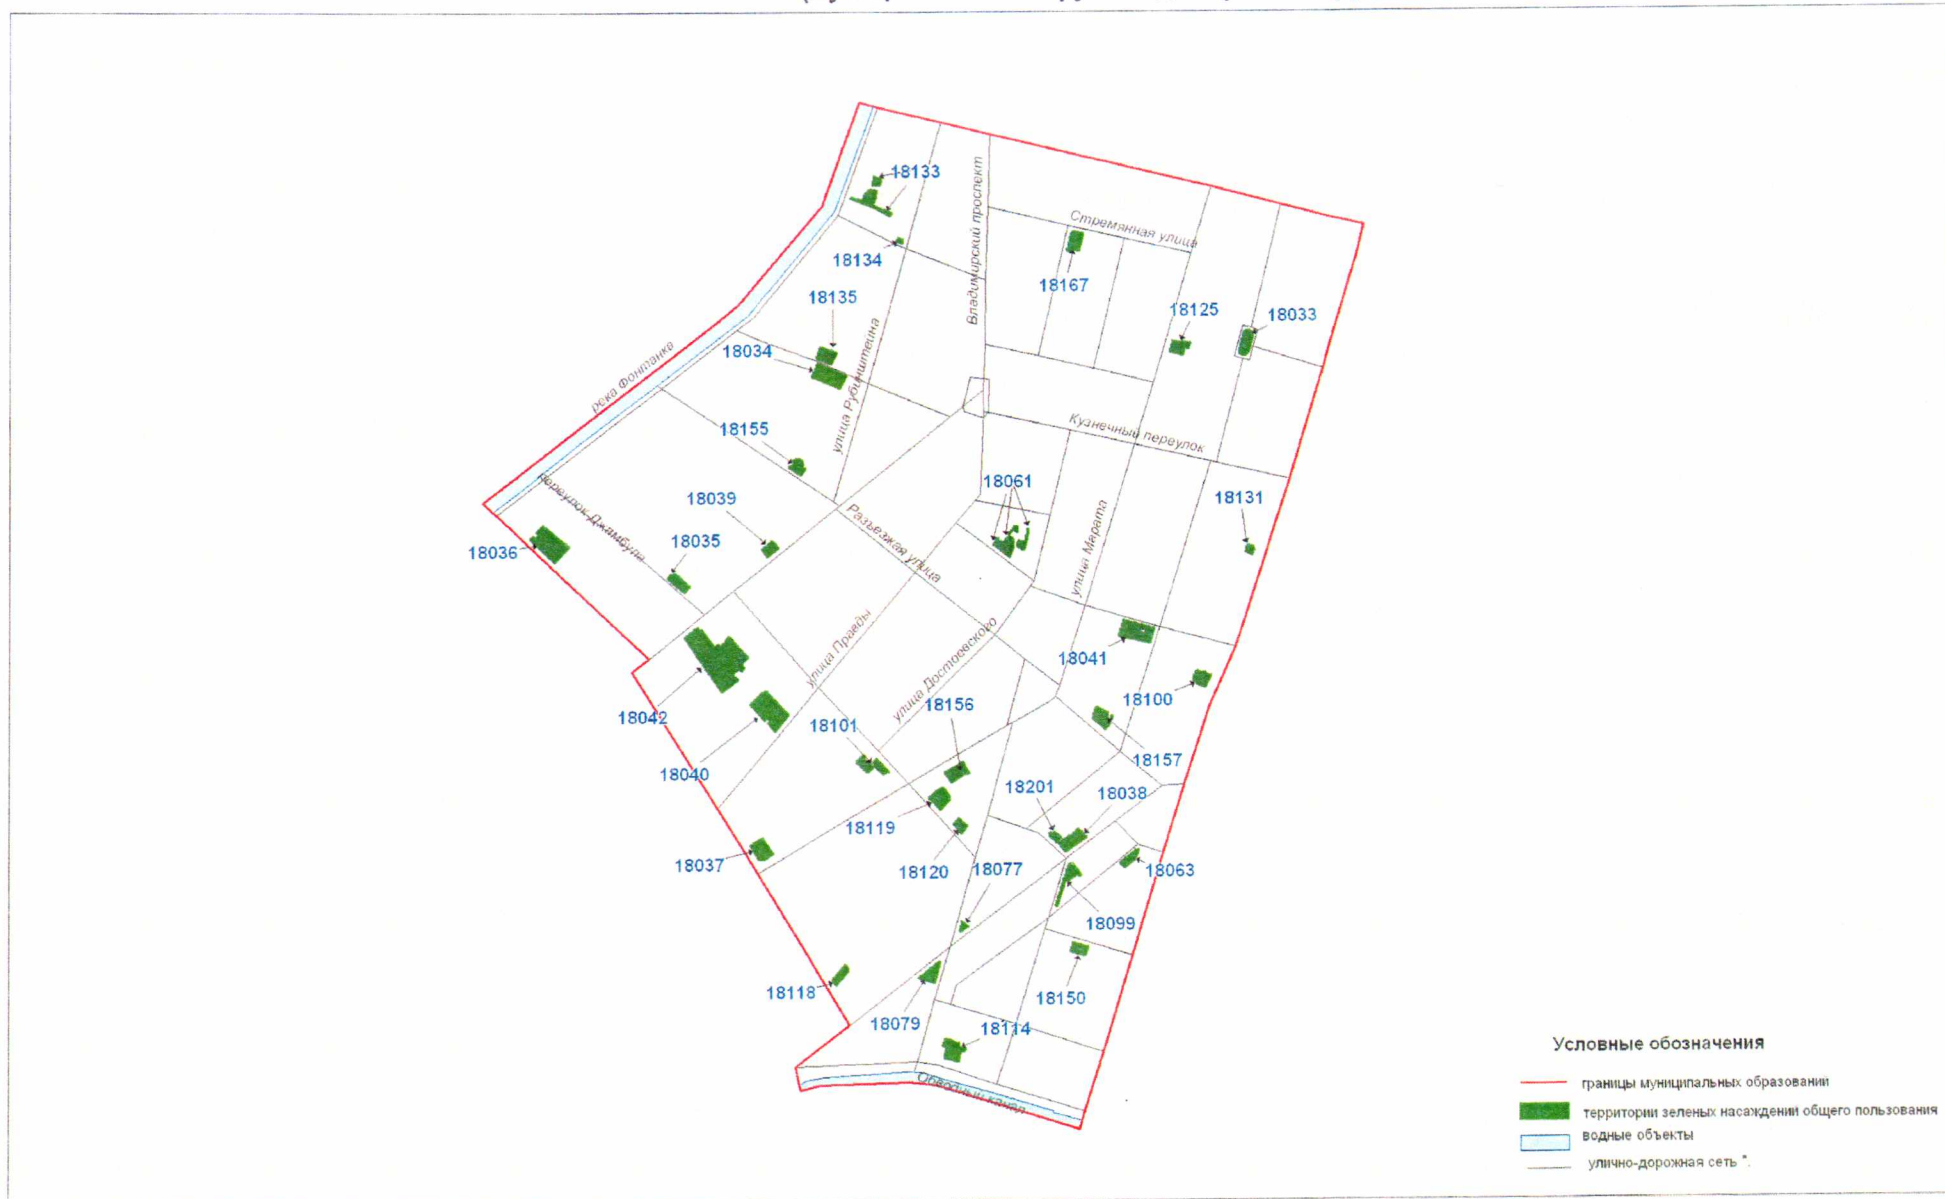 18133
Владимирский проспект
Стремянная улица
18134
18167
18135
18125
18033
18034
река Фонтанка
улица Рубинштейна
18155
Кузнечный переулок
18061
18039
18131
переулок Джамбула
Разъезжая улица
18036
18035
улица Марата
улица Правды
улица Достоевского
18041
18042
18156
18100
18101
18040
18157
18201
18038
18119
18037
18120
18077
18063
18099
18118
18150
18079
18114
Обводный канал
Условные обозначения
границы муниципальных образований
территории зеленых насаждений общего пользования
водные объекты
улично-дорожная сеть ".